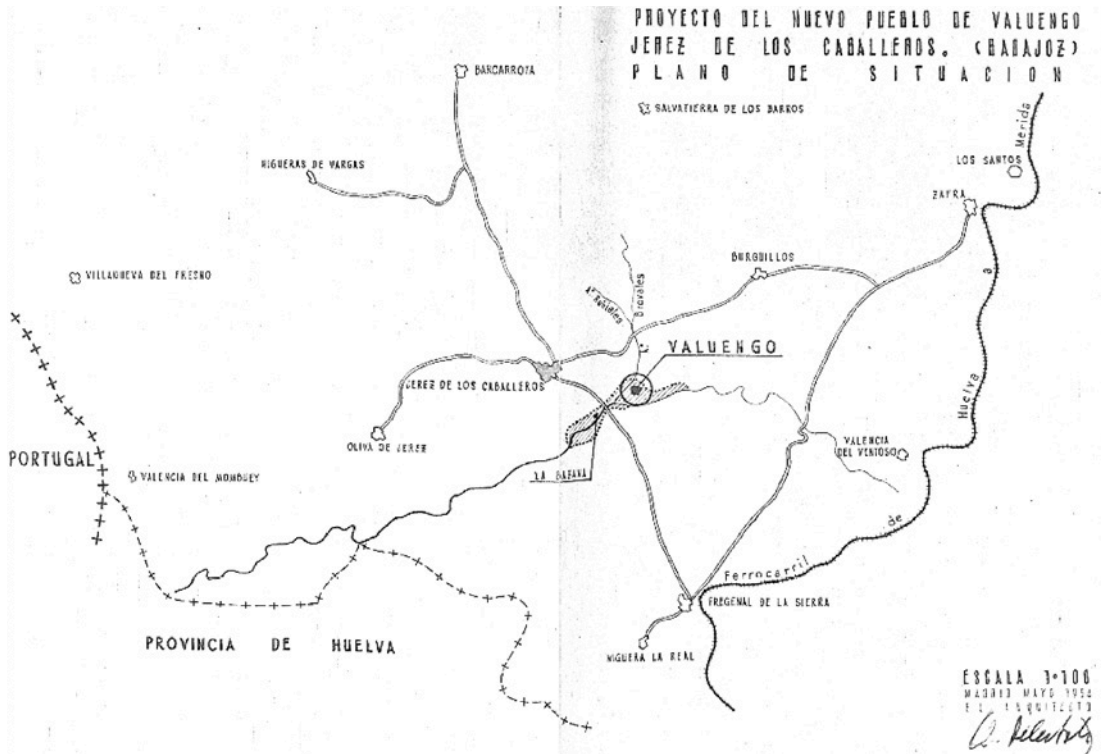 PROYECTO DEL NUEVO PUEBLO DE VALUENGO
JEREZ DE LOS CABALLEROS. (BADAJOZ)
PLANO DE SITUACION
BARCARROTA
SALVATIERRA DE LOS BARROS
Merida
LOS SANTOS
HIGUERAS DE VARGAS
ZAFRA
VILLANUEVA DEL FRESNO
BURGUILLOS
a
Brovales
Aº
VALUENGO
JEREZ DE LOS CABALLEROS
Huelva
OLIVA DE JEREZ
VALENCIA
DEL VENTOSO
PORTUGAL
VALENCIA DEL MOMBUEY
LA BAZANA
de
Ferrocarril
FREGENAL DE LA SIERRA
PROVINCIA DE HUELVA
HIGUERA LA REAL
ESCALA
MADRID MAYO 1954
EL ARQUITECTO